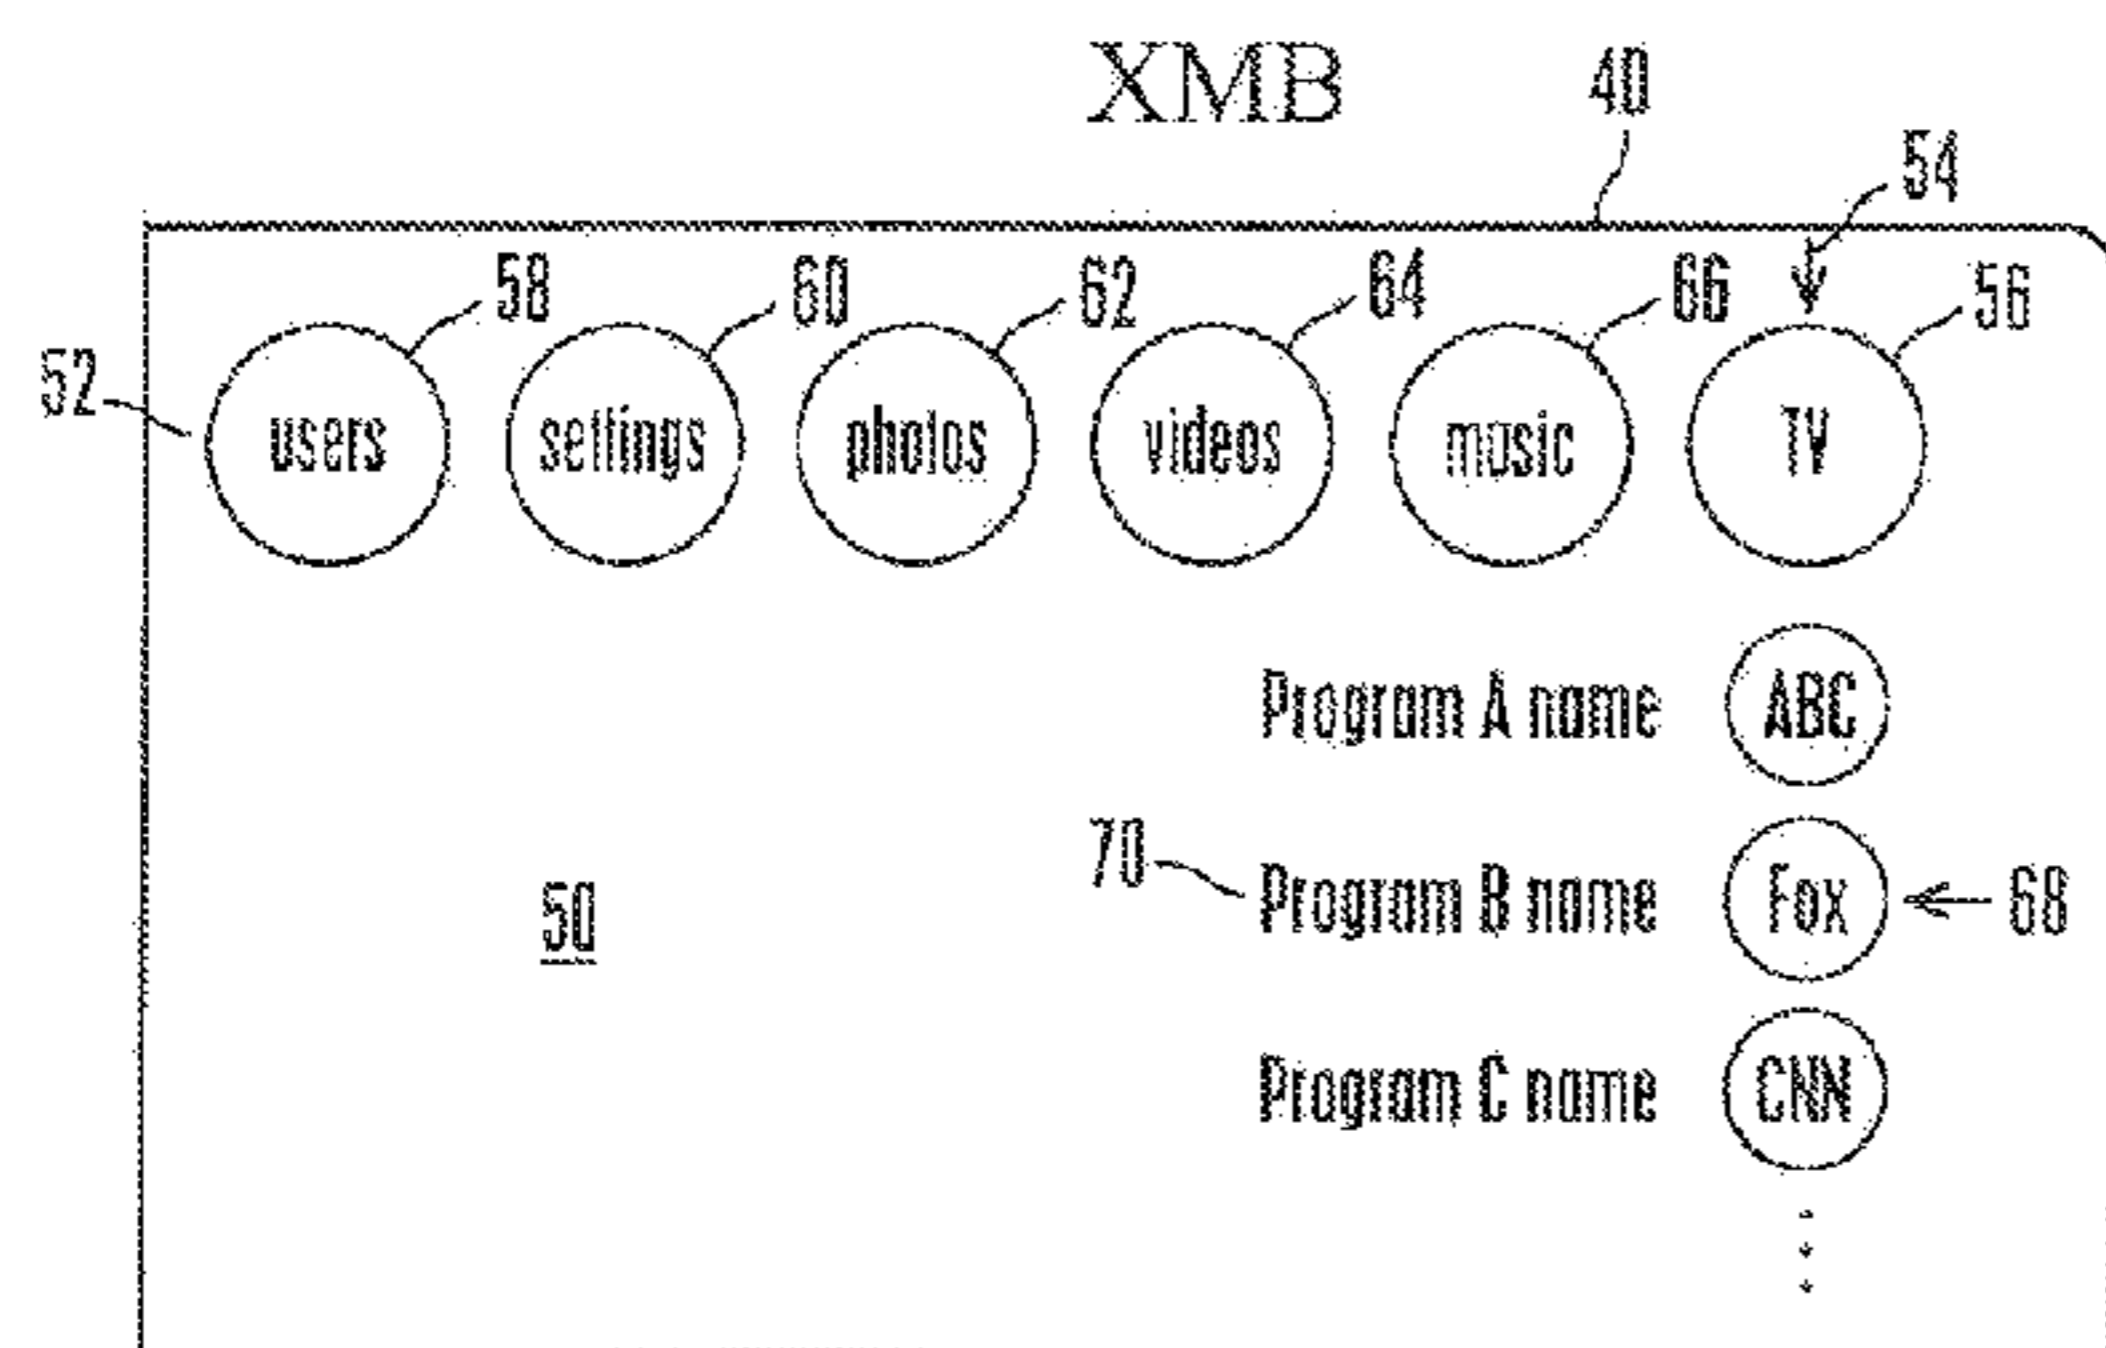 XMB
40
54
58 60 62 64 66 56
52 users settings photos videos music TV
Program A name ABC
70 Program B name Fox 68
50
Program C name CNN